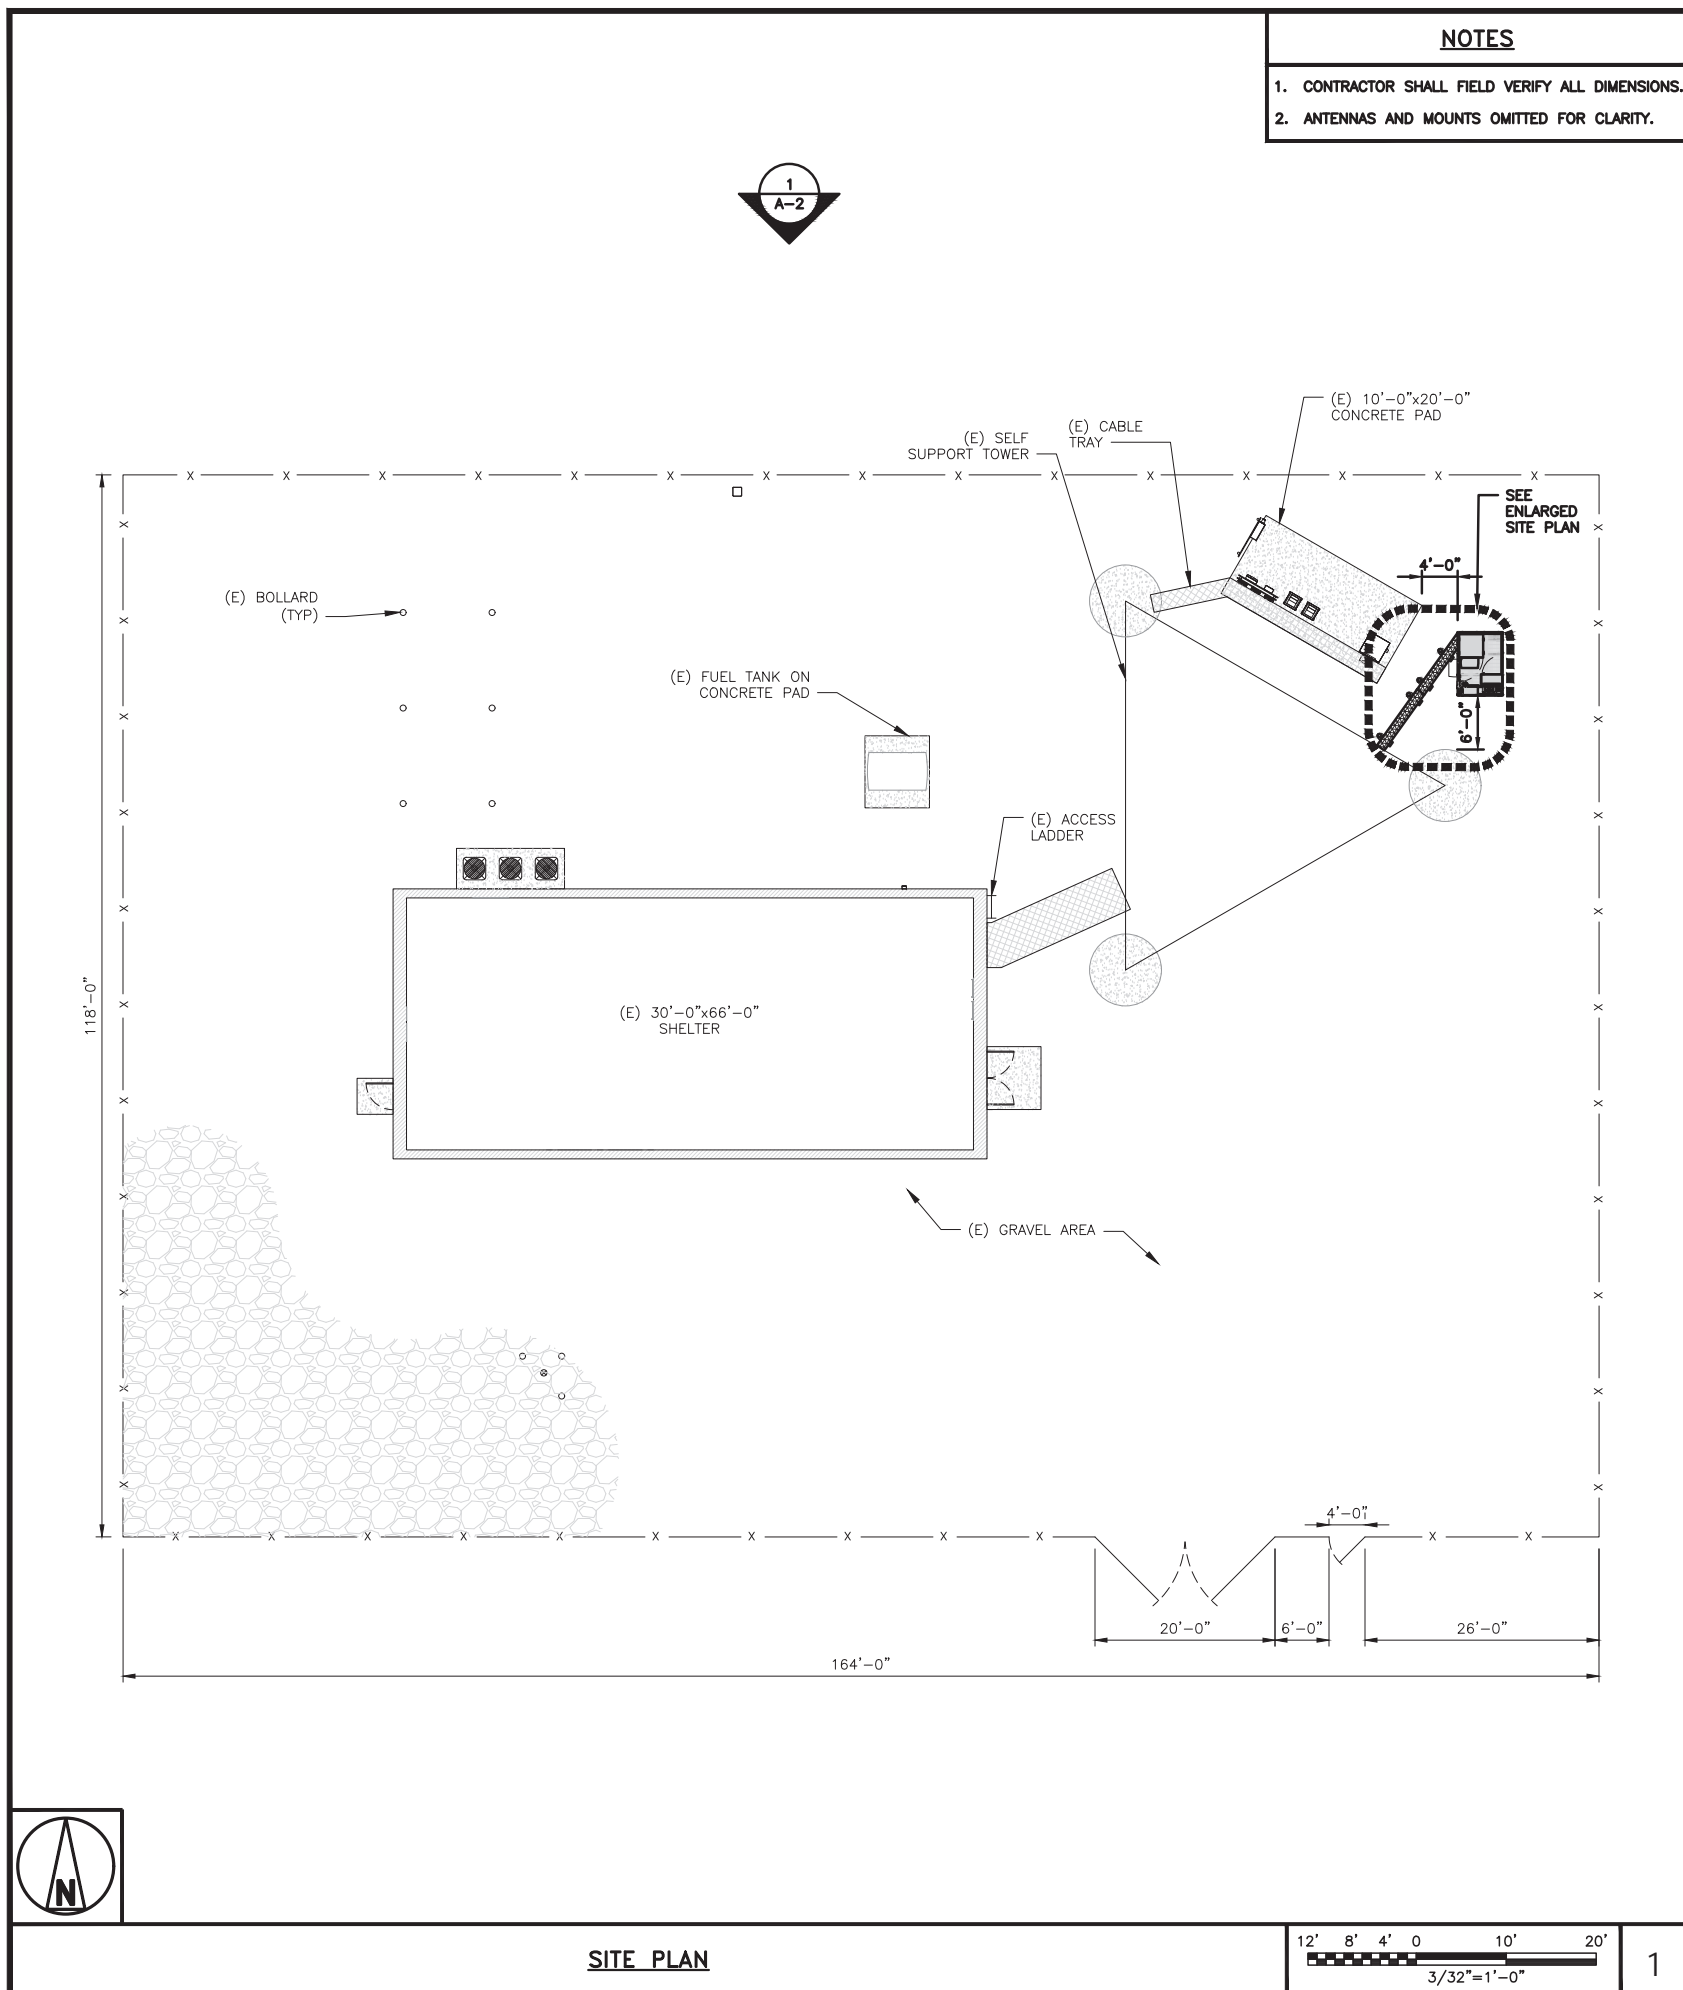 NOTES
1. CONTRACTOR SHALL FIELD VERIFY ALL DIMENSIONS.
2. ANTENNAS AND MOUNTS OMITTED FOR CLARITY.
1
A-2
(E) 10'-0"x20'-0"
CONCRETE PAD
(E) CABLE
TRAY
(E) SELF
SUPPORT TOWER
SEE
ENLARGED
SITE PLAN
4'-0"
(E) BOLLARD
(TYP)
(E) FUEL TANK ON
CONCRETE PAD
6'-0"
(E) ACCESS
LADDER
118'-0"
(E) 30'-0"x66'-0"
SHELTER
(E) GRAVEL AREA
4'-0"
20'-0"
6'-0"
26'-0"
164'-0"
N
SITE PLAN
12' 8' 4' 0 10' 20'
3/32"=1'-0"
1